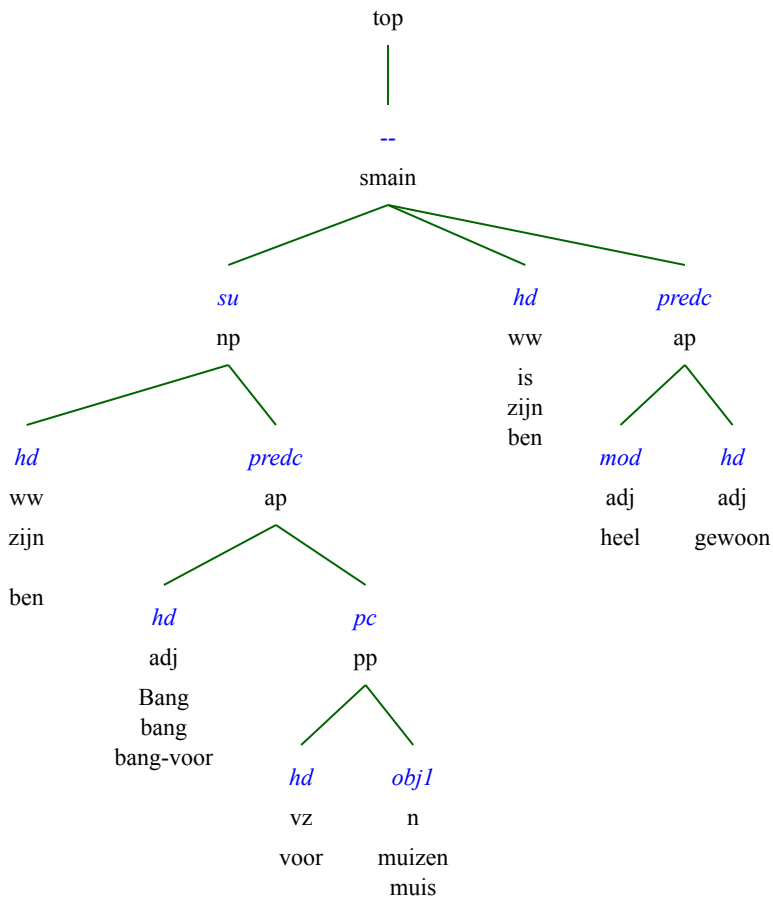 top
--
smain
su hd predc
np ww ap
is
zijn
ben
hd predc mod hd
ww ap adj adj
zijn heel gewoon
ben
hd pc
adj pp
Bang
bang
bang-voor
hd obj1
vz n
voor muizen
muis